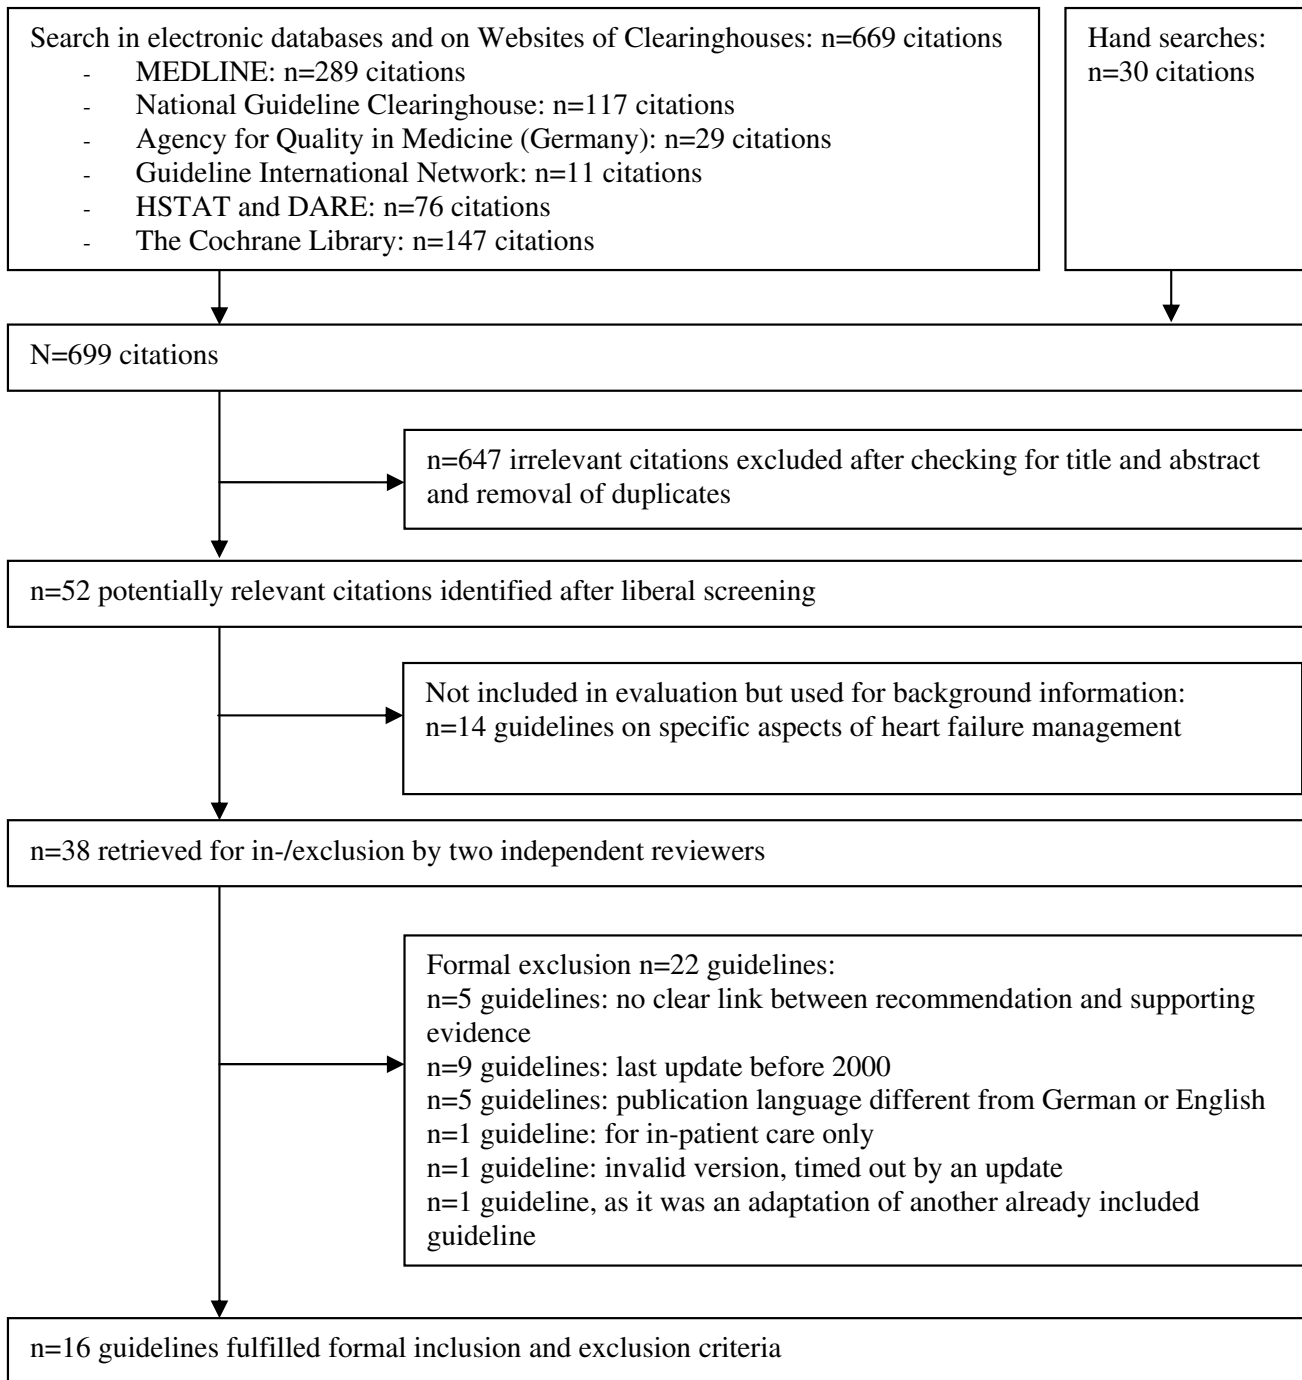 Search in electronic databases and on Websites of Clearinghouses: n=669 citations
- MEDLINE: n=289 citations
- National Guideline Clearinghouse: n=117 citations
- Agency for Quality in Medicine (Germany): n=29 citations
- Guideline International Network: n=11 citations
- HSTAT and DARE: n=76 citations
- The Cochrane Library: n=147 citations
Hand searches:
n=30 citations
N=699 citations
n=647 irrelevant citations excluded after checking for title and abstract
and removal of duplicates
n=52 potentially relevant citations identified after liberal screening
Not included in evaluation but used for background information:
n=14 guidelines on specific aspects of heart failure management
n=38 retrieved for in-/exclusion by two independent reviewers
Formal exclusion n=22 guidelines:
n=5 guidelines: no clear link between recommendation and supporting
evidence
n=9 guidelines: last update before 2000
n=5 guidelines: publication language different from German or English
n=1 guideline: for in-patient care only
n=1 guideline: invalid version, timed out by an update
n=1 guideline, as it was an adaptation of another already included
guideline
n=16 guidelines fulfilled formal inclusion and exclusion criteria